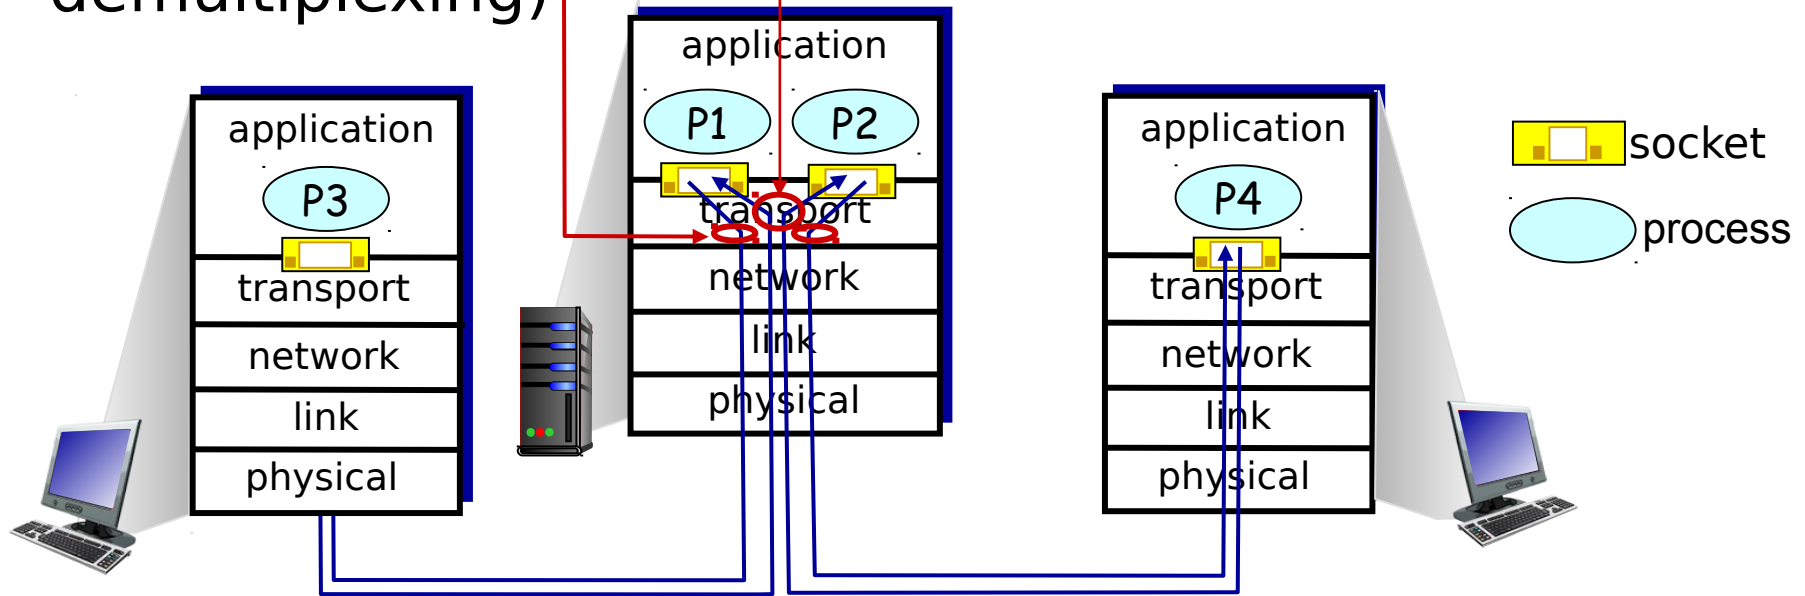 demultiplexing)
application
P1
P2
transport
network
link
physical
application
P3
transport
network
link
physical
application
P4
transport
network
link
physical
socket
process